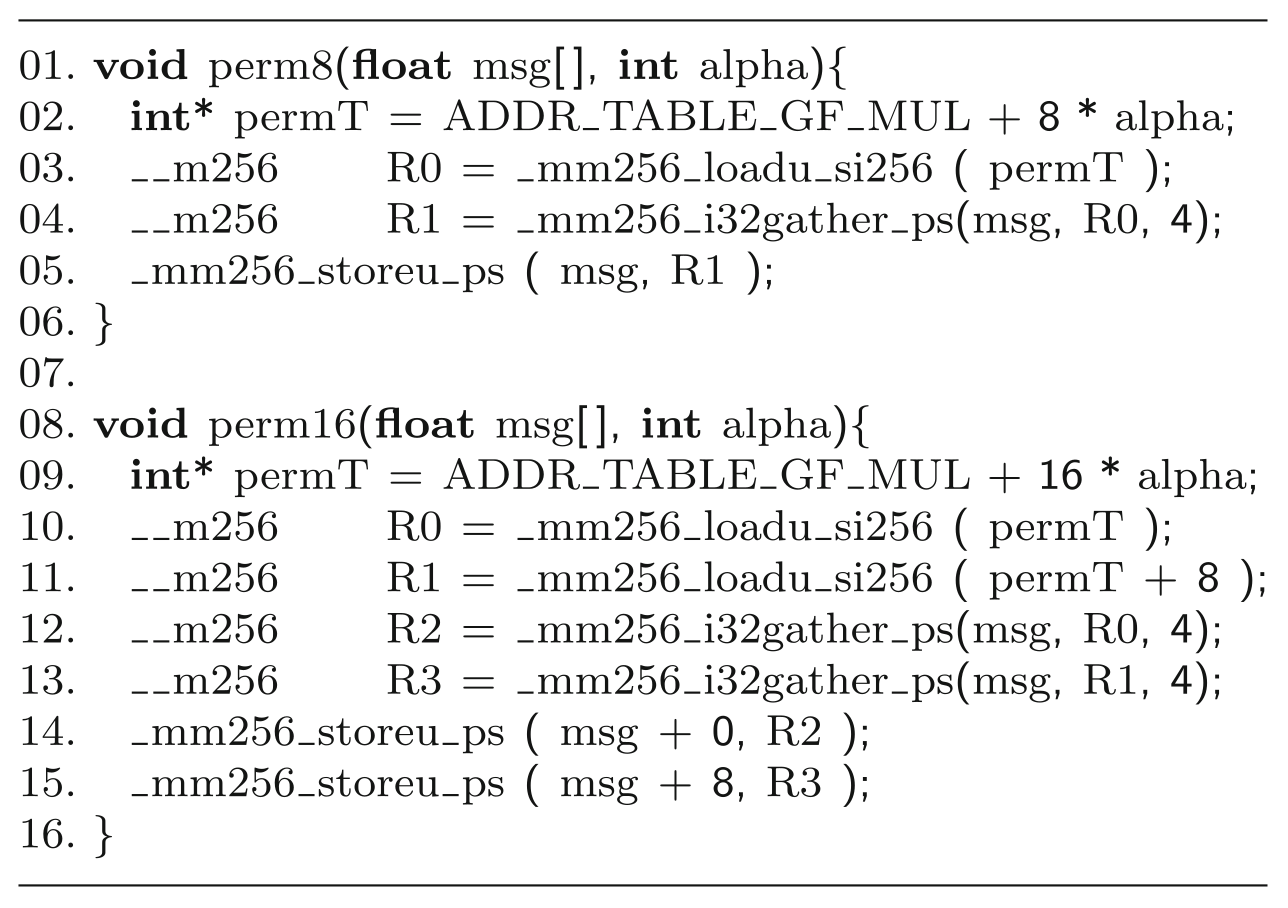 01. void perm8(float msg[], int alpha){
02. int* permT = ADDR_TABLE_GF_MUL + 8 * alpha;
03. __m256 R0 = _mm256_loadu_si256 ( permT );
04. __m256 R1 = _mm256_i32gather_ps(msg, R0, 4);
05. _mm256_storeu_ps ( msg, R1 );
06. }
07.
08. void perm16(float msg[], int alpha){
09. int* permT = ADDR_TABLE_GF_MUL + 16 * alpha;
10. __m256 R0 = _mm256_loadu_si256 ( permT );
11. __m256 R1 = _mm256_loadu_si256 ( permT + 8 );
12. __m256 R2 = _mm256_i32gather_ps(msg, R0, 4);
13. __m256 R3 = _mm256_i32gather_ps(msg, R1, 4);
14. _mm256_storeu_ps ( msg + 0, R2 );
15. _mm256_storeu_ps ( msg + 8, R3 );
16. }